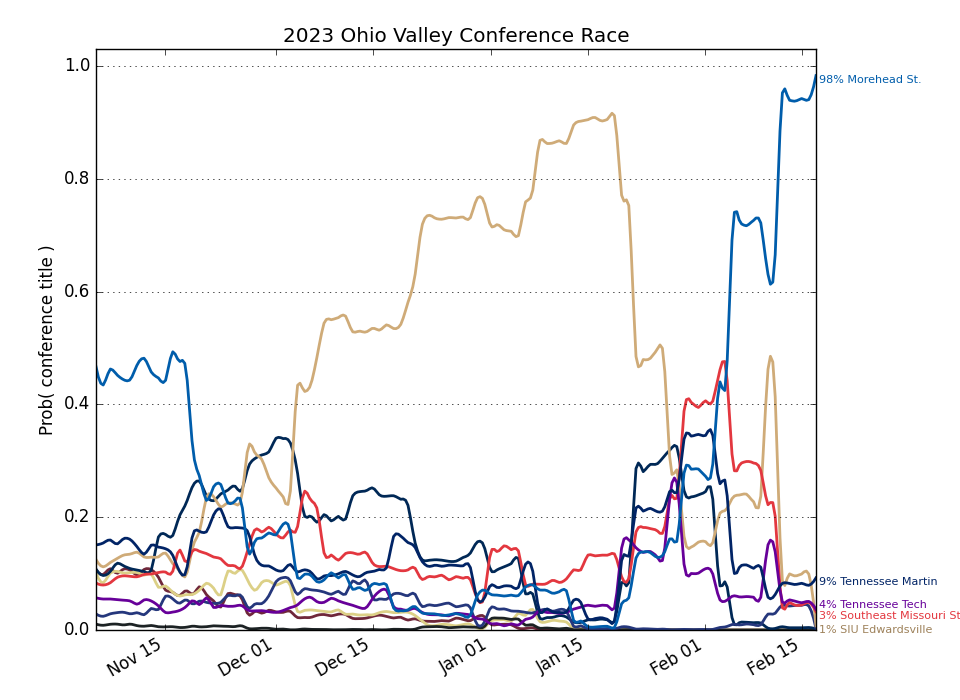 2023 Ohio Valley Conference Race
Prob( conference title )
1.0
0.8
0.6
0.4
0.2
0.0
Nov 15
Dec 01
Dec 15
Jan 01
Jan 15
Feb 01
Feb 15
98% Morehead St.
9% Tennessee Martin
4% Tennessee Tech
3% Southeast Missouri St
1% SIU Edwardsville